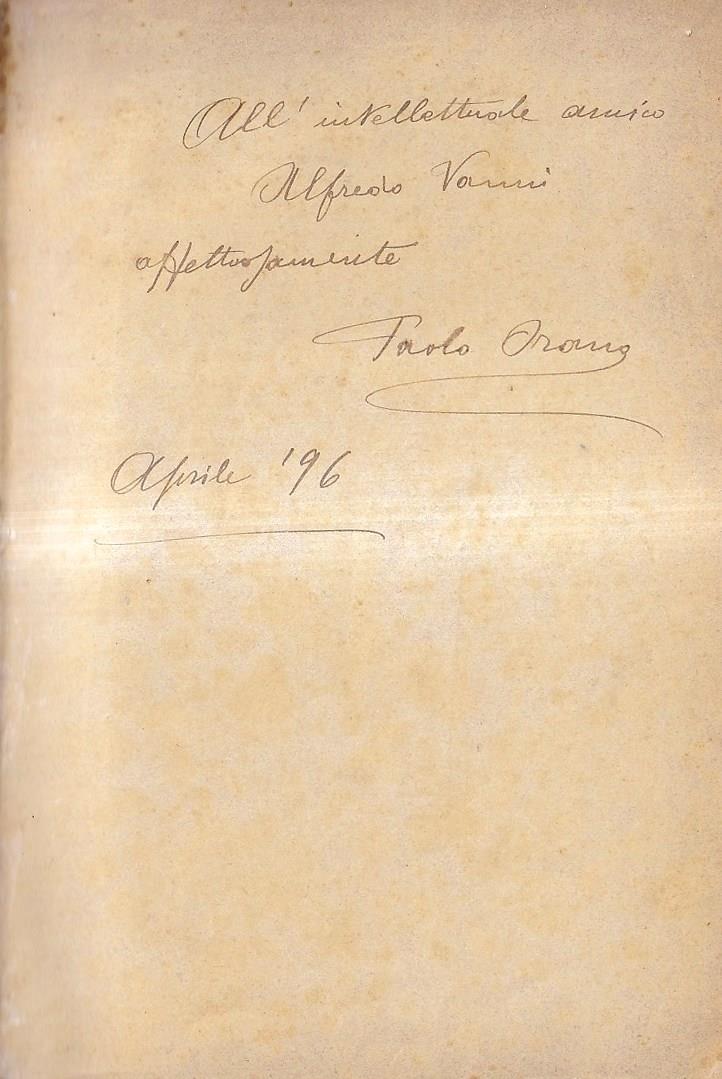 All' intellettuale amico
Alfredo Vanni
affettuosamente
Paolo Orano
Aprile '96